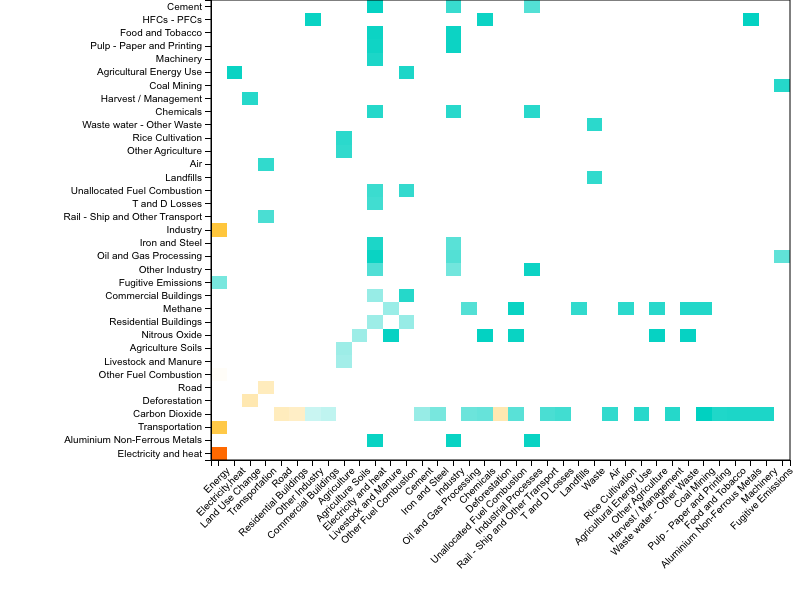 Cement
HFCs - PFCs
Food and Tobacco
Pulp - Paper and Printing
Machinery
Agricultural Energy Use
Coal Mining
Harvest / Management
Chemicals
Waste water - Other Waste
Rice Cultivation
Other Agriculture
Air
Landfills
Unallocated Fuel Combustion
T and D Losses
Rail - Ship and Other Transport
Industry
Iron and Steel
Oil and Gas Processing
Other Industry
Fugitive Emissions
Commercial Buildings
Methane
Residential Buildings
Nitrous Oxide
Agriculture Soils
Livestock and Manure
Other Fuel Combustion
Road
Deforestation
Carbon Dioxide
Transportation
Aluminium Non-Ferrous Metals
Electricity and heat
Energy
Electricity,heat
Land Use Change
Transportation
Road
Residential Buildings
Other Industry
Commercial Buildings
Agriculture
Agriculture Soils
Electricity and heat
Livestock and Manure
Other Fuel Combustion
Cement
Iron and Steel
Industry
Oil and Gas Processing
Chemicals
Deforestation
Unallocated Fuel Combustion
Industrial Processes
Rail - Ship and Other Transport
T and D Losses
Landfills
Waste
Air
Rice Cultivation
Agricultural Energy Use
Other Agriculture
Harvest / Management
Waste water - Other Waste
Coal Mining
Pulp - Paper and Printing
Food and Tobacco
Aluminium Non-Ferrous Metals
Machinery
Fugitive Emissions